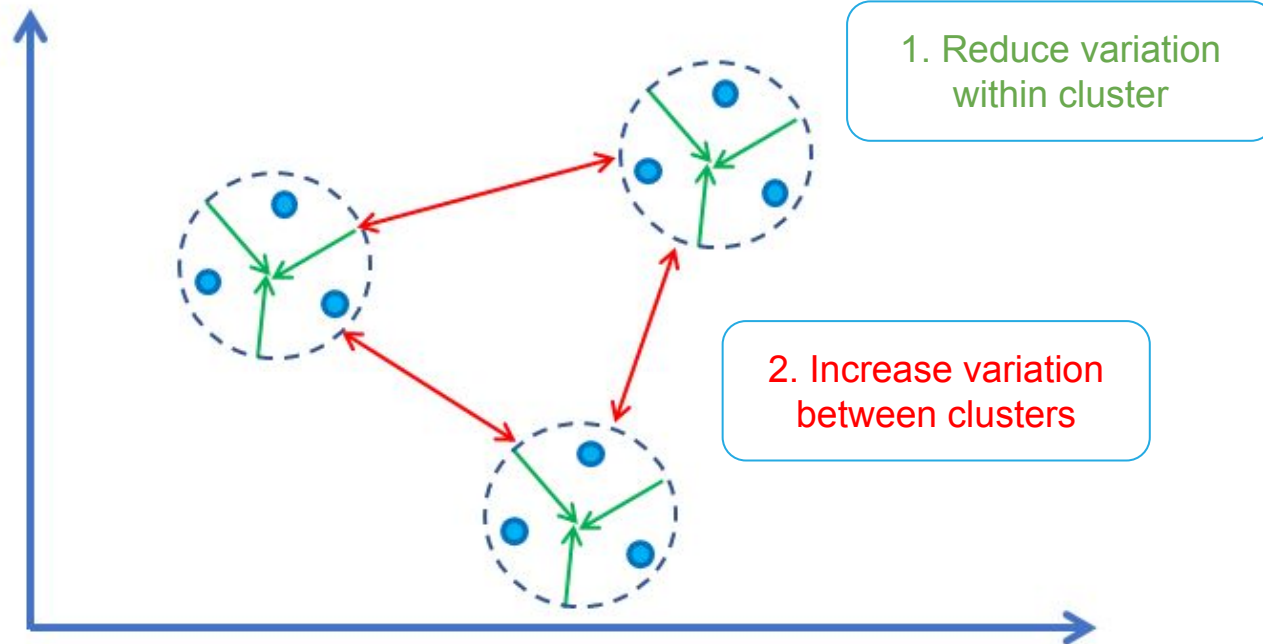 1. Reduce variation
within cluster
2. Increase variation
between clusters